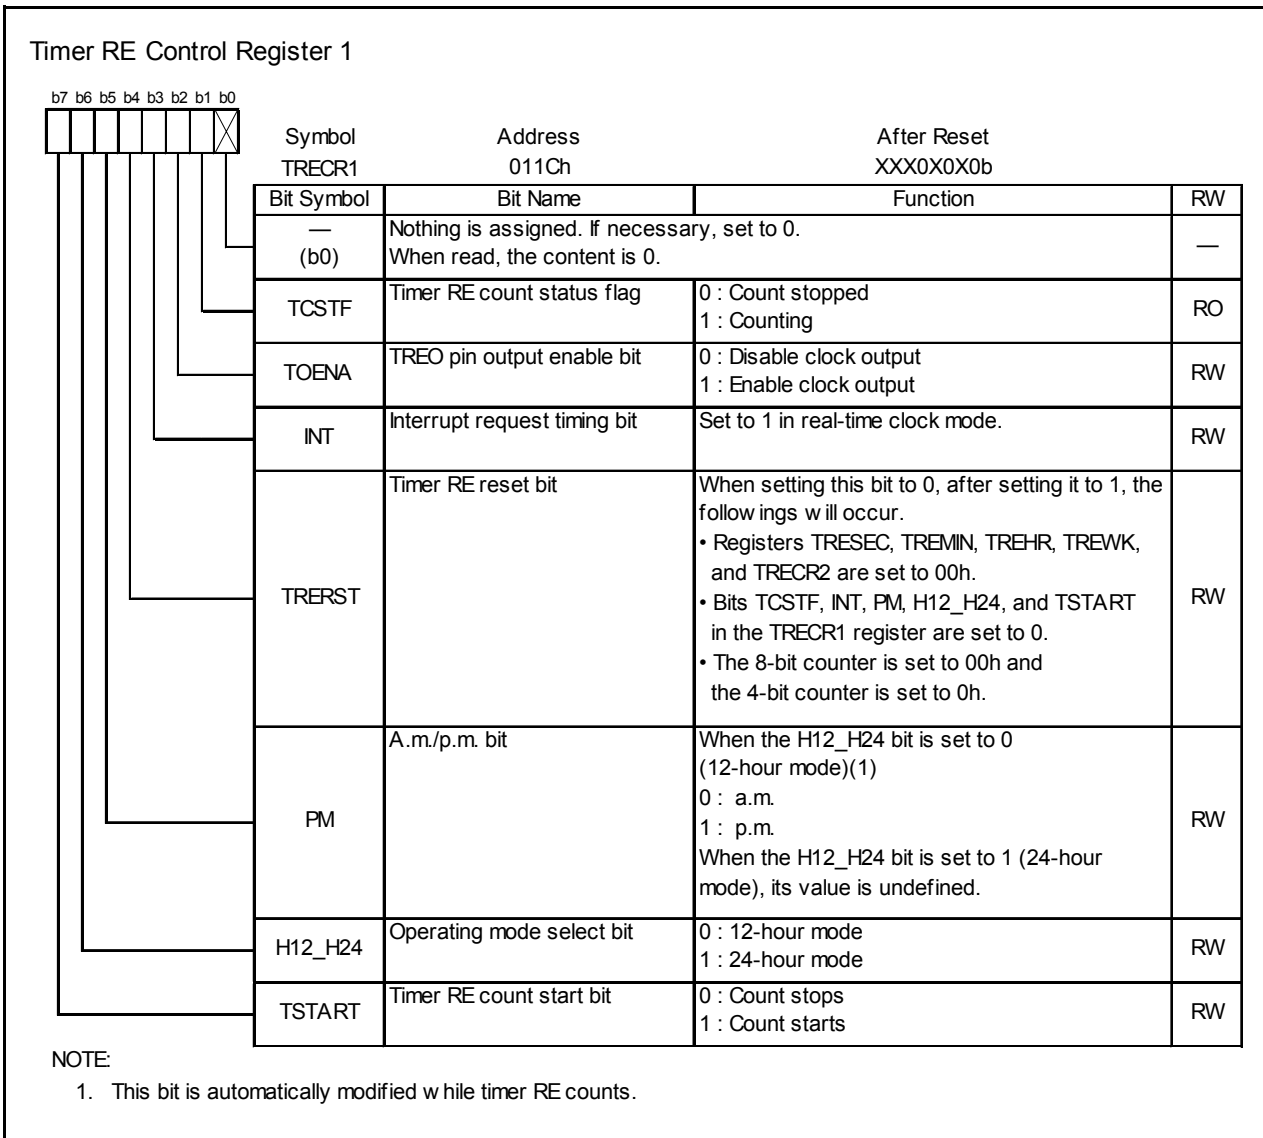 Timer RE Control Register 1
b7 b6 b5 b4 b3 b2 b1 b0
Symbol Address After Reset
TRECR1 011Ch XXX0X0X0b
Bit Symbol Bit Name Function RW
— (b0) Nothing is assigned. If necessary, set to 0.
When read, the content is 0. —
TCSTF Timer RE count status flag 0 : Count stopped
1 : Counting RO
TOENA TREO pin output enable bit 0 : Disable clock output
1 : Enable clock output RW
INT Interrupt request timing bit Set to 1 in real-time clock mode. RW
TRERST Timer RE reset bit When setting this bit to 0, after setting it to 1, the
followings will occur.
• Registers TRESEC, TREMIN, TREHR, TREWK,
and TRECR2 are set to 00h.
• Bits TCSTF, INT, PM, H12_H24, and TSTART
in the TRECR1 register are set to 0.
• The 8-bit counter is set to 00h and
the 4-bit counter is set to 0h. RW
PM A.m./p.m. bit When the H12_H24 bit is set to 0
(12-hour mode)(1)
0 : a.m.
1 : p.m.
When the H12_H24 bit is set to 1 (24-hour
mode), its value is undefined. RW
H12_H24 Operating mode select bit 0 : 12-hour mode
1 : 24-hour mode RW
TSTART Timer RE count start bit 0 : Count stops
1 : Count starts RW
NOTE:
1. This bit is automatically modified while timer RE counts.